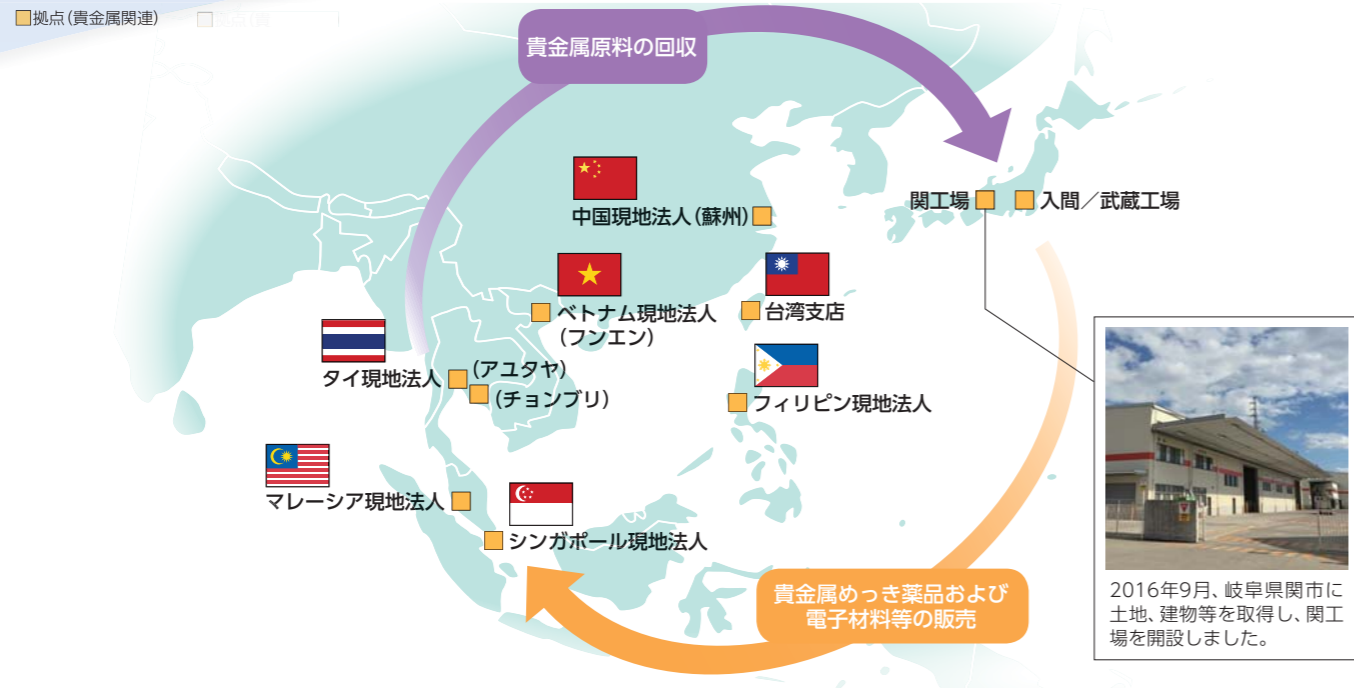 拠点(貴金属関連)
貴金属原料の回収
中国現地法人(蘇州)
関工場
入間／武蔵工場
ベトナム現地法人
(フンエン)
台湾支店
タイ現地法人
(アユタヤ)
(チョンブリ)
フィリピン現地法人
マレーシア現地法人
シンガポール現地法人
貴金属めっき薬品および
電子材料等の販売
2016年9月、岐阜県関市に
土地、建物等を取得し、関工
場を開設しました。